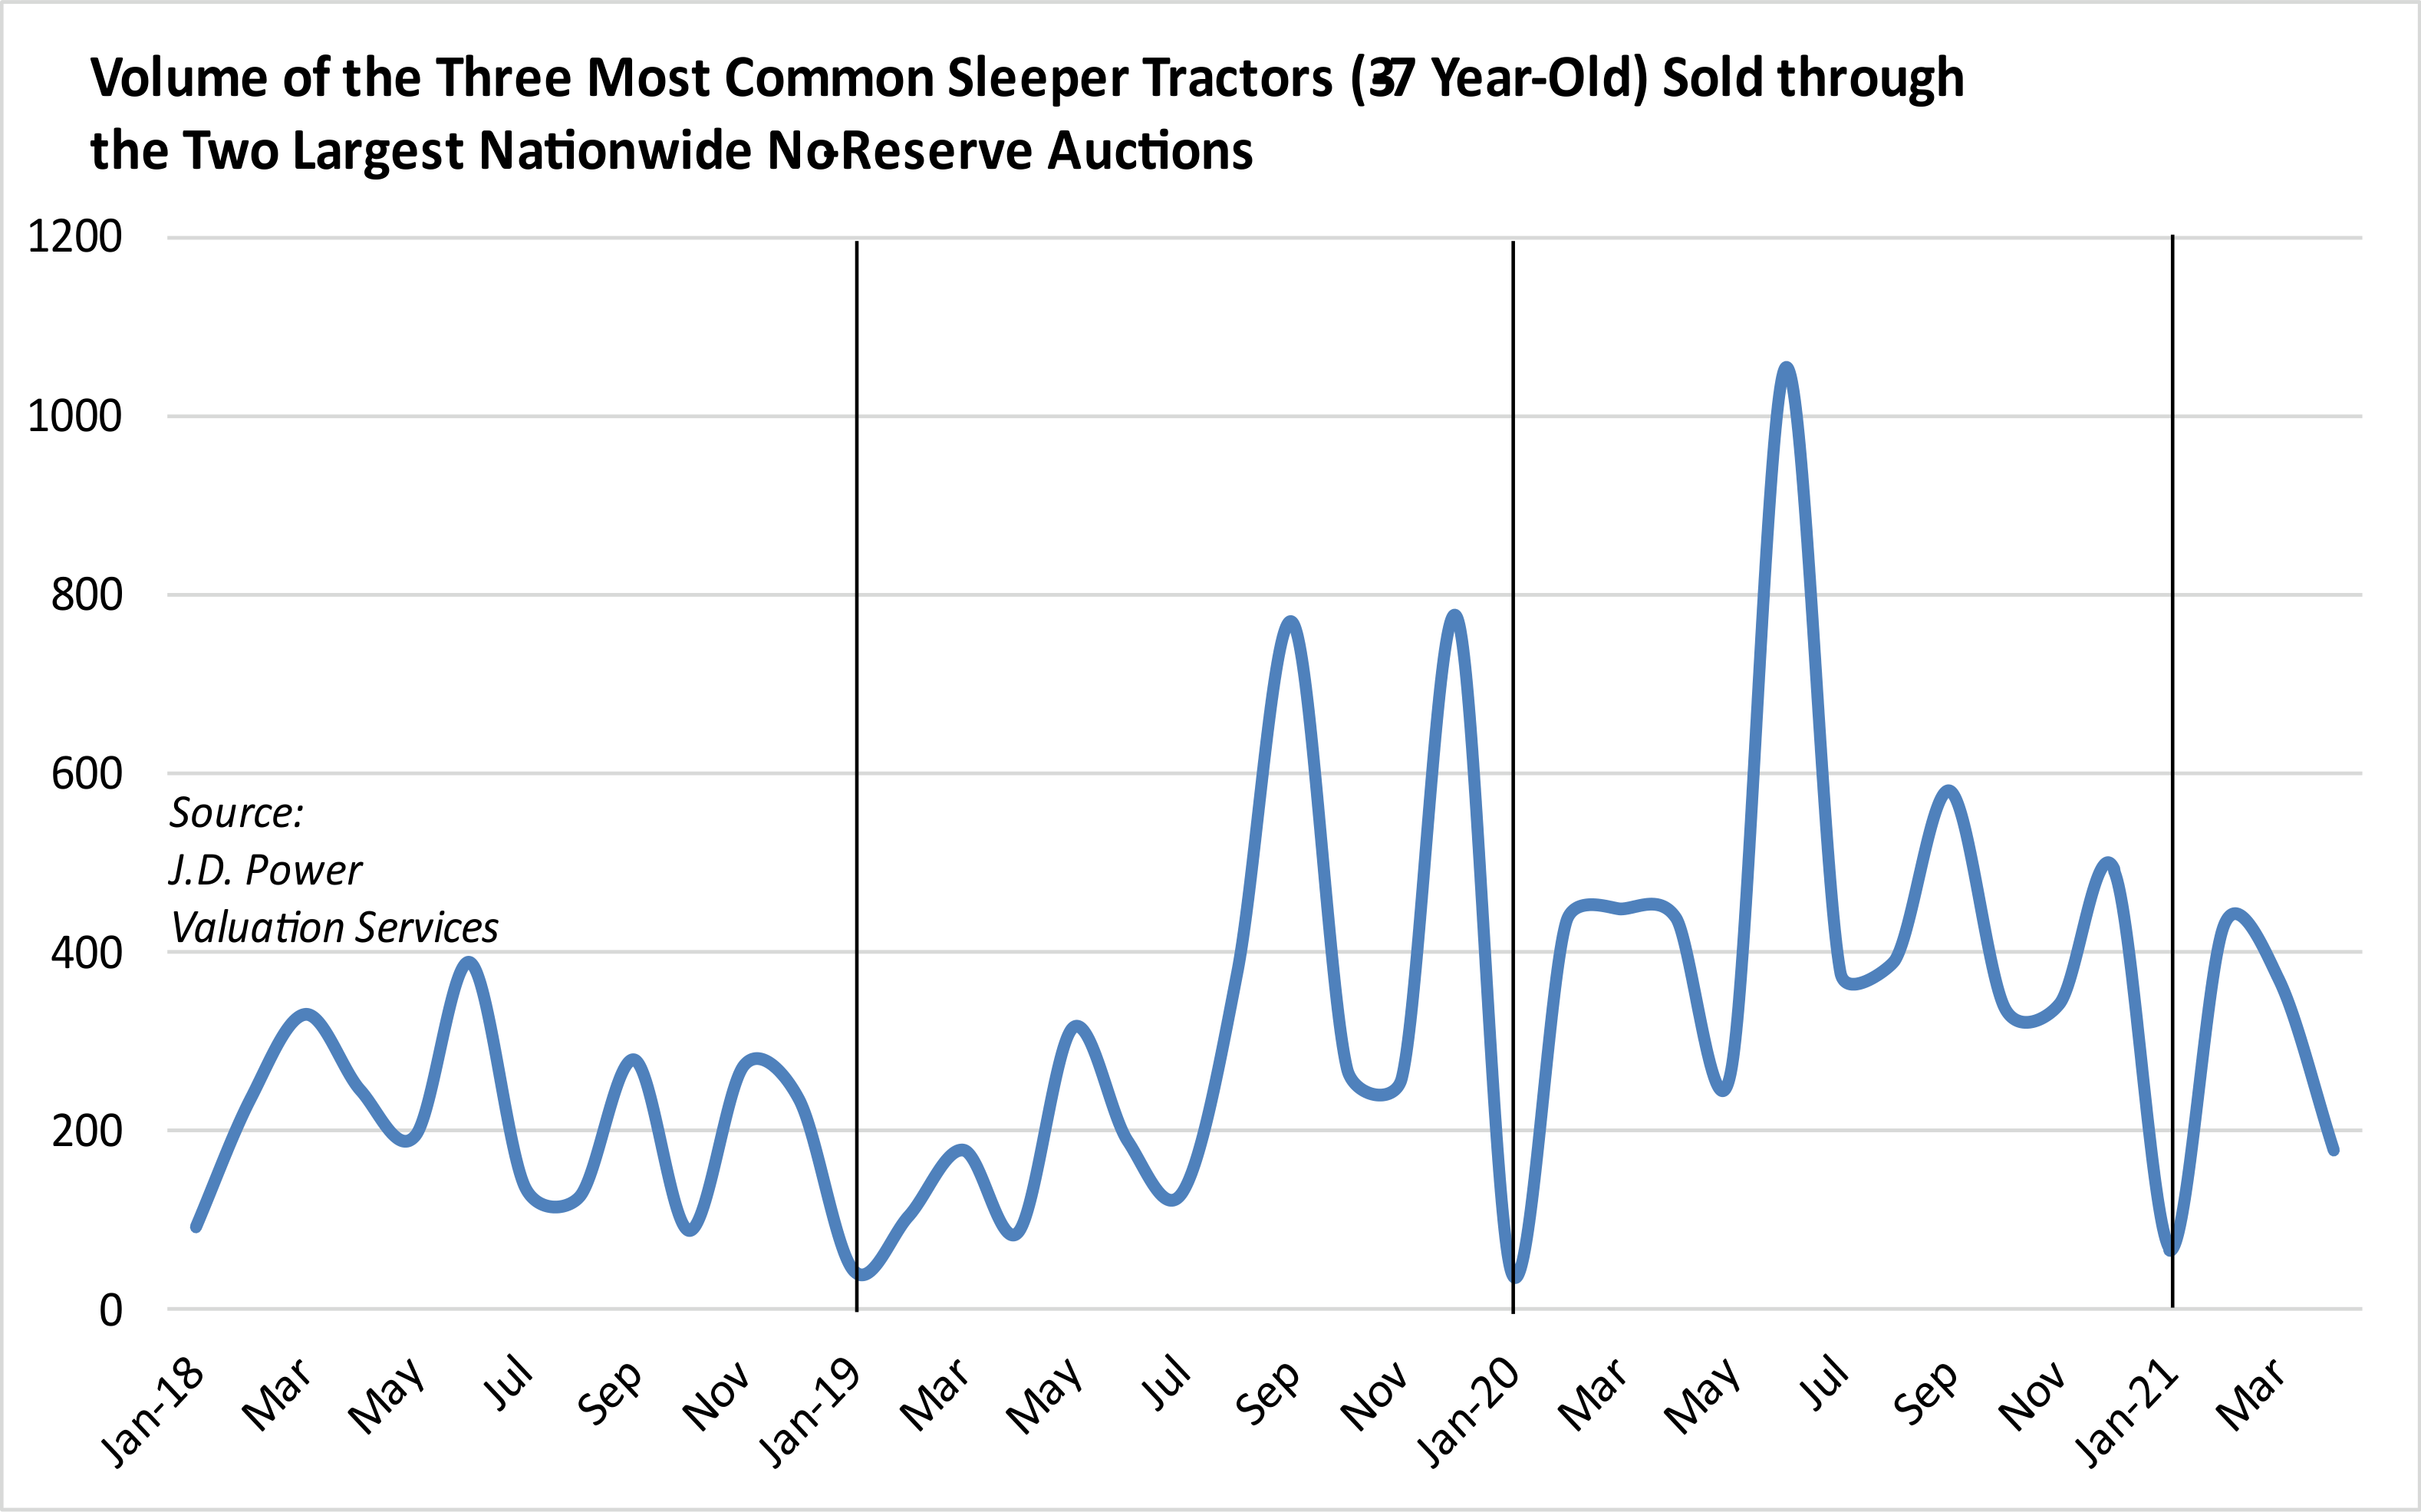 Volume of the Three Most Common Sleeper Tractors (3-7 Year-Old) Sold through
the Two Largest Nationwide No-Reserve Auctions
1200
1000
800
600
400
200
0
Source:
J.D. Power
Valuation Services
Jan-18
Mar
May
Jul
Sep
Nov
Jan-19
Mar
May
Jul
Sep
Nov
Jan-20
Mar
May
Jul
Sep
Nov
Jan-21
Mar